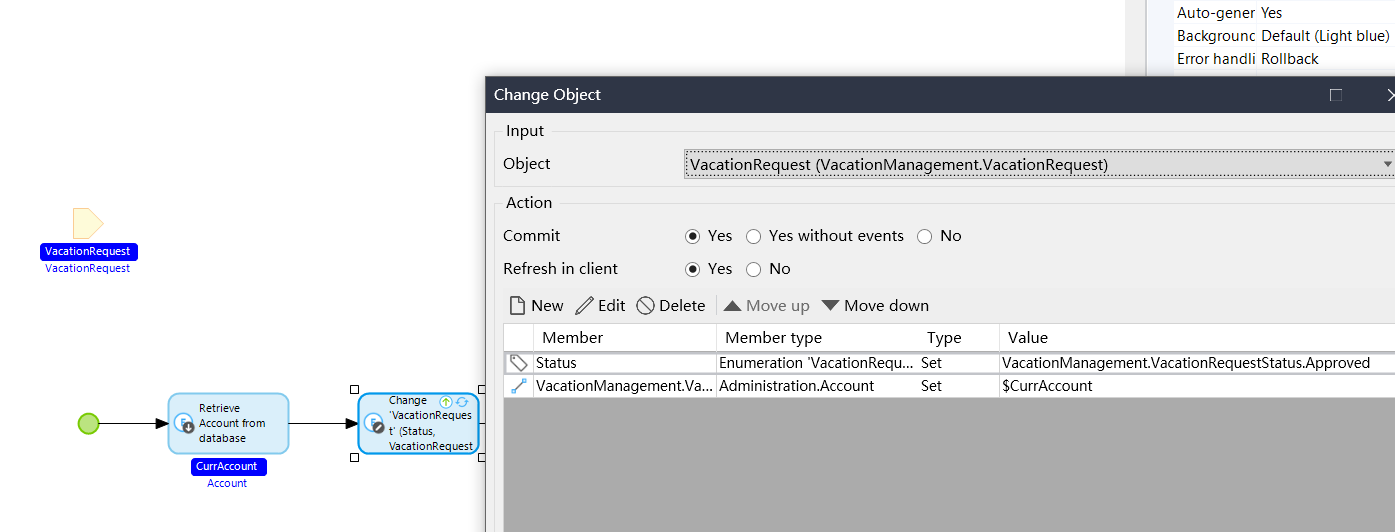 Auto-gener Yes
Background Default (Light blue)
Error handli Rollback
Change Object
Input
Object VacationRequest (VacationManagement.VacationRequest)
Action
Commit Yes Yes without events No
Refresh in client Yes No
New Edit Delete Move up Move down
Member Member type Type Value
Status Enumeration 'VacationRequ... Set VacationManagement.VacationRequestStatus.Approved
VacationManagement.Va... Administration.Account Set $CurrAccount
VacationRequest
VacationRequest
Retrieve
Account from
database
CurrAccount
Account
Change
'VacationReques
t' (Status,
VacationRequest